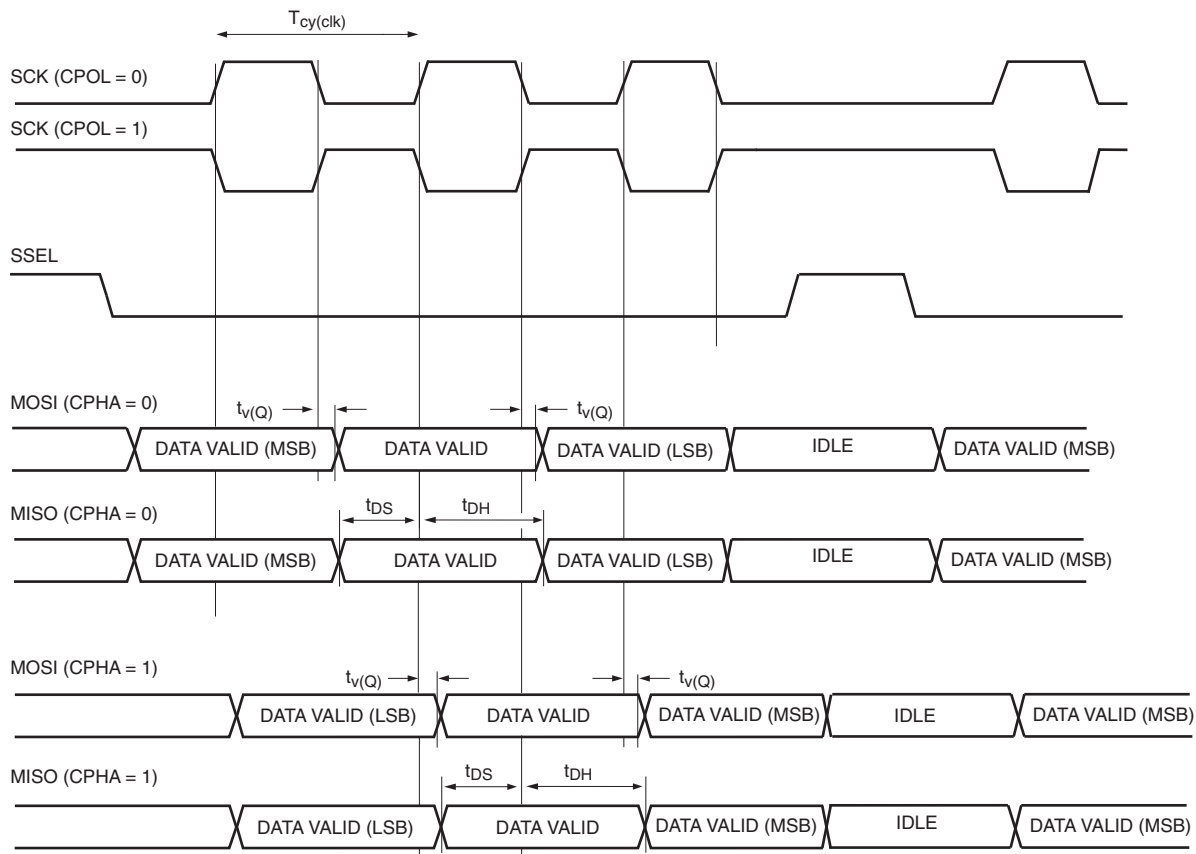 Tcy(clk)
SCK (CPOL = 0)
SCK (CPOL = 1)
SSEL
MOSI (CPHA = 0)
tv(Q) tv(Q)
DATA VALID (MSB) DATA VALID DATA VALID (LSB) IDLE DATA VALID (MSB)
tDS tDH
MISO (CPHA = 0)
DATA VALID (MSB) DATA VALID DATA VALID (LSB) IDLE DATA VALID (MSB)
MOSI (CPHA = 1)
tv(Q) tv(Q)
DATA VALID (LSB) DATA VALID DATA VALID (MSB) IDLE DATA VALID (MSB)
tDS tDH
MISO (CPHA = 1)
DATA VALID (LSB) DATA VALID DATA VALID (MSB) IDLE DATA VALID (MSB)